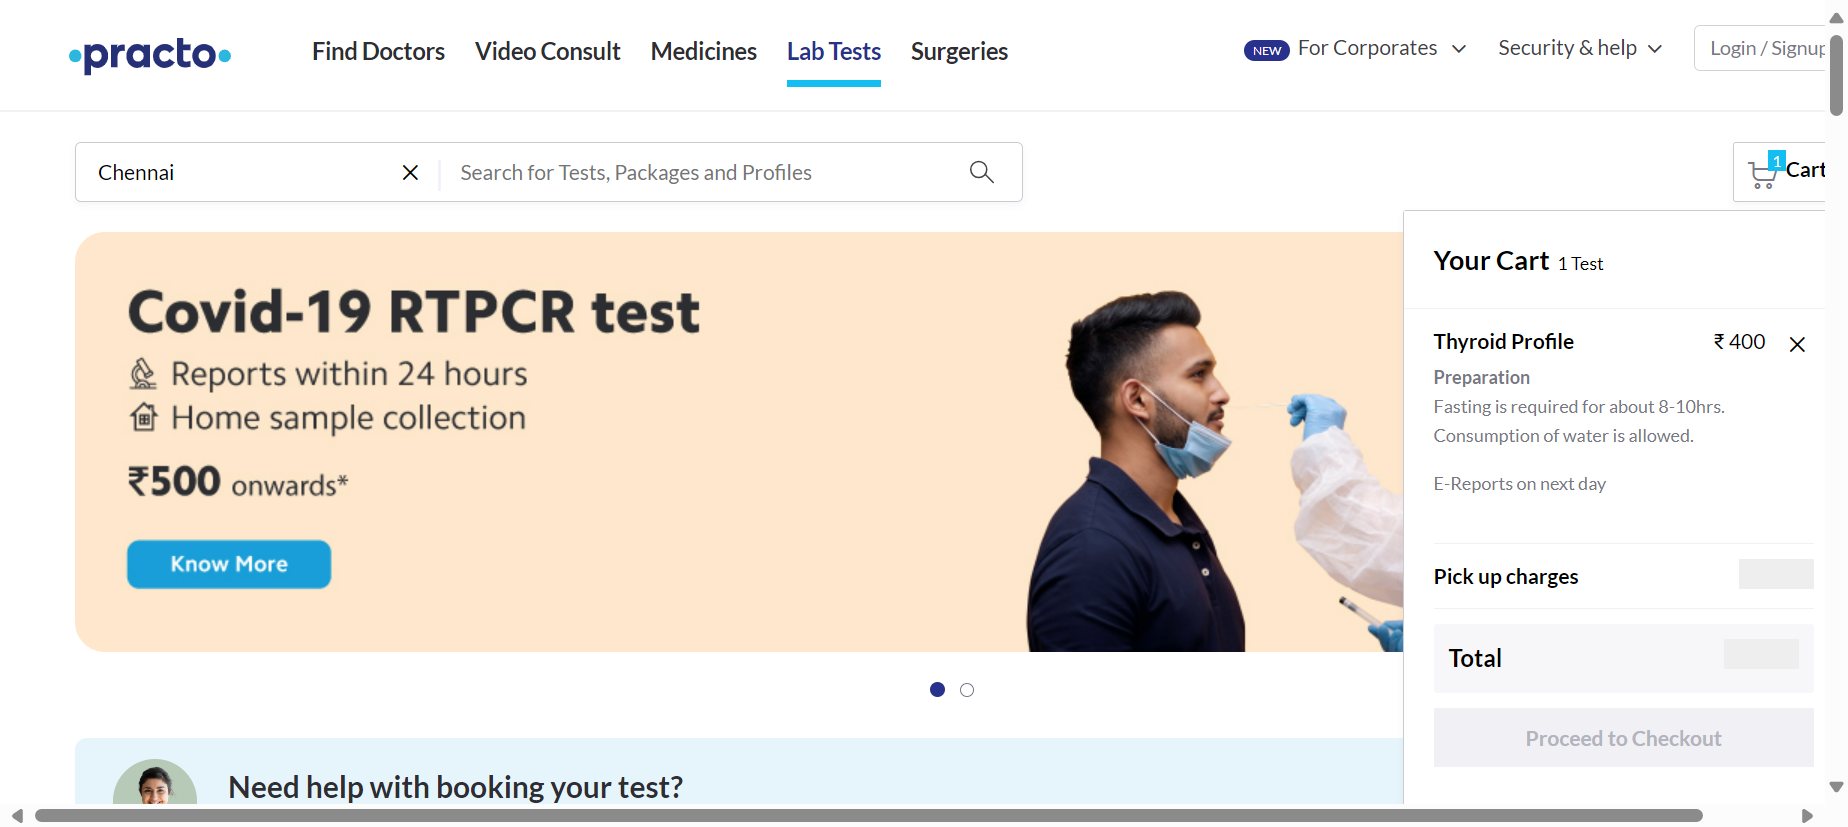 practo
Find Doctors
Video Consult
Medicines
Lab Tests
Surgeries
NEW
For Corporates
Security & help
Login / Signup
Chennai
Search for Tests, Packages and Profiles
1
Cart
Your Cart 1 Test
Covid-19 RTPCR test
Reports within 24 hours
Home sample collection
₹500 onwards*
Know More
Thyroid Profile
₹ 400
Preparation
Fasting is required for about 8-10hrs.
Consumption of water is allowed.
E-Reports on next day
Pick up charges
Total
Proceed to Checkout
Need help with booking your test?